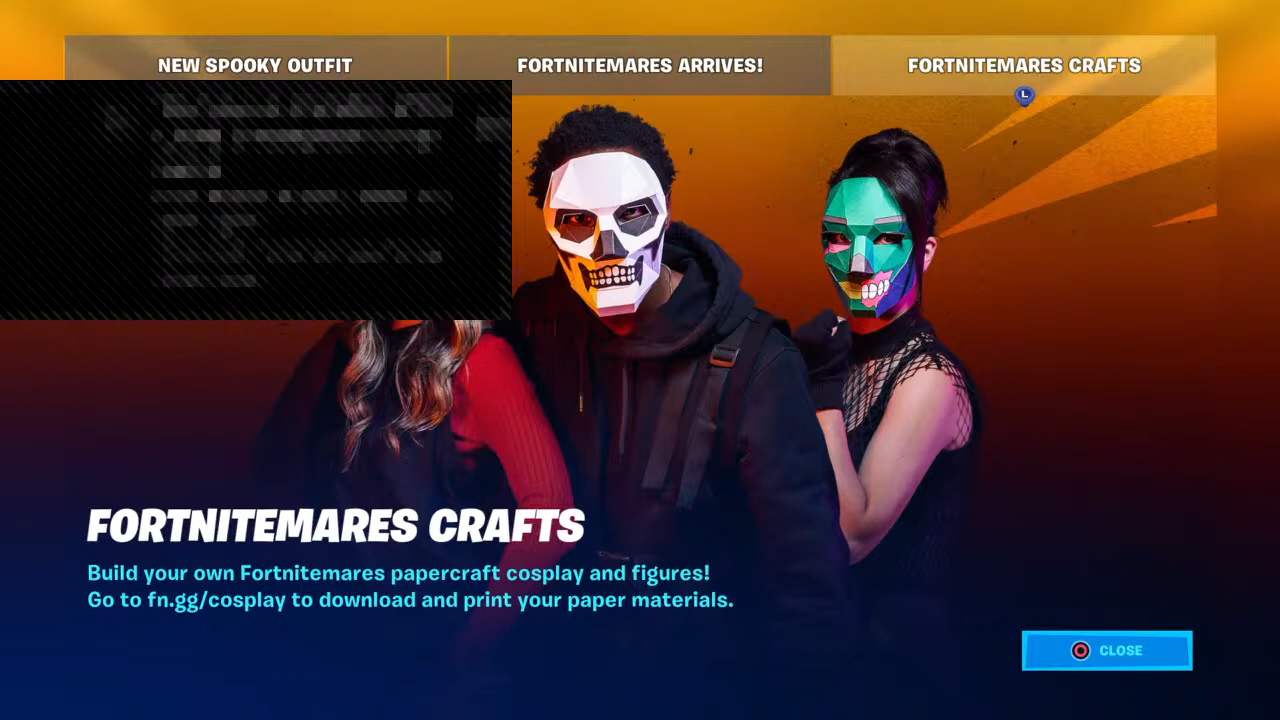 NEW SPOOKY OUTFIT
FORTNITEMARES ARRIVES!
FORTNITEMARES CRAFTS
L
FORTNITEMARES CRAFTS
Build your own Fortnitemares papercraft cosplay and figures!
Go to fn.gg/cosplay to download and print your paper materials.
CLOSE